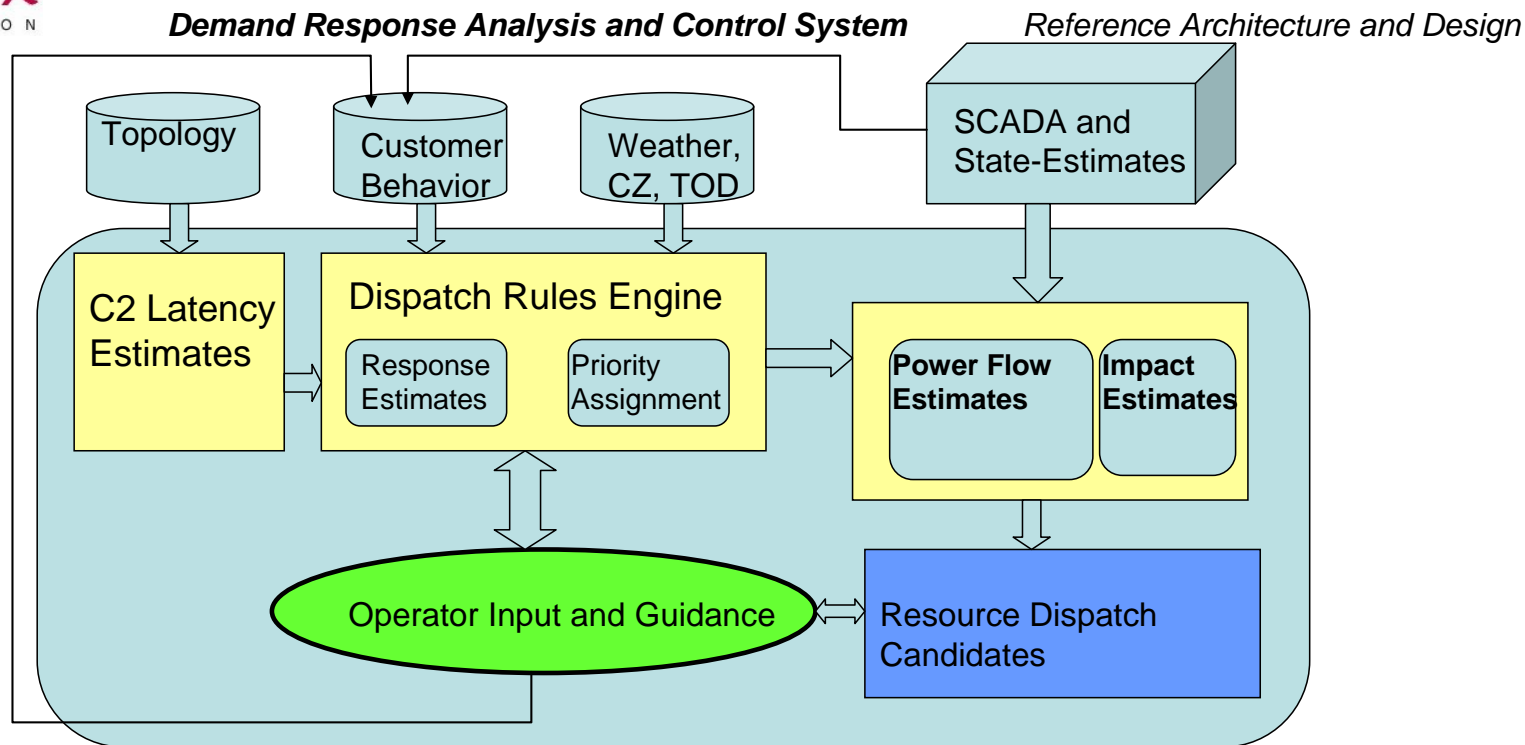 O N
Demand Response Analysis and Control System Reference Architecture and Design
Topology
Customer
Behavior
Weather,
CZ, TOD
SCADA and
State-Estimates
C2 Latency
Estimates
Dispatch Rules Engine
Response
Estimates
Priority
Assignment
Power Flow
Estimates
Impact
Estimates
Operator Input and Guidance
Resource Dispatch
Candidates